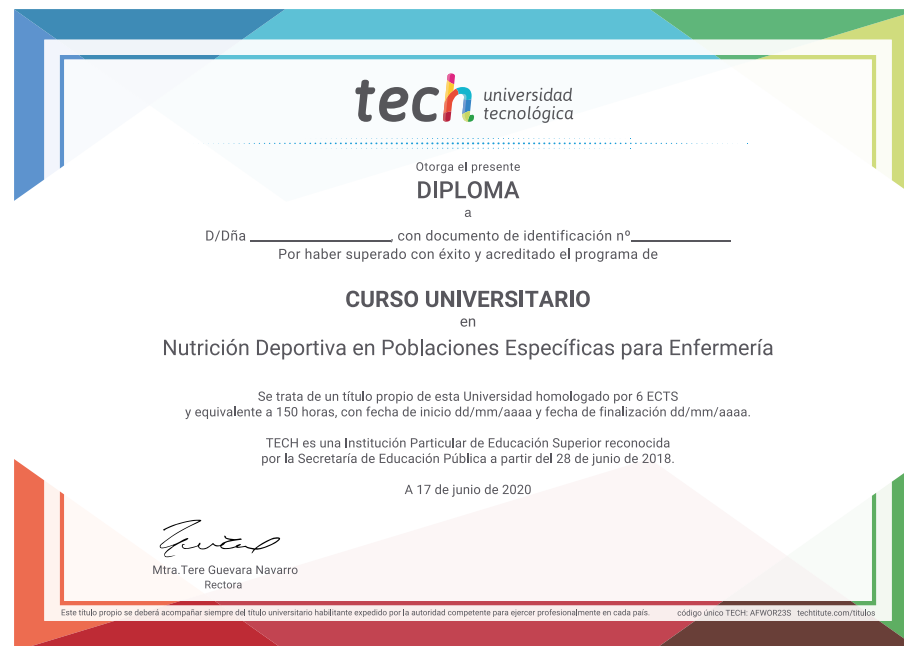 tech universidad
tecnológica
Otorga el presente
DIPLOMA
a
D/Dña ________________, con documento de identificación nº____________
Por haber superado con éxito y acreditado el programa de
CURSO UNIVERSITARIO
en
Nutrición Deportiva en Poblaciones Específicas para Enfermería
Se trata de un título propio de esta Universidad homologado por 6 ECTS
y equivalente a 150 horas, con fecha de inicio dd/mm/aaaa y fecha de finalización dd/mm/aaaa.
TECH es una Institución Particular de Educación Superior reconocida
por la Secretaría de Educación Pública a partir del 28 de junio de 2018.
A 17 de junio de 2020
Mtra.Tere Guevara Navarro
Rectora
Este título propio se deberá acompañar siempre del título universitario habilitante expedido por la autoridad competente para ejercer profesionalmente en cada país. código único TECH: AFWOR23S techtitute.com/titulos